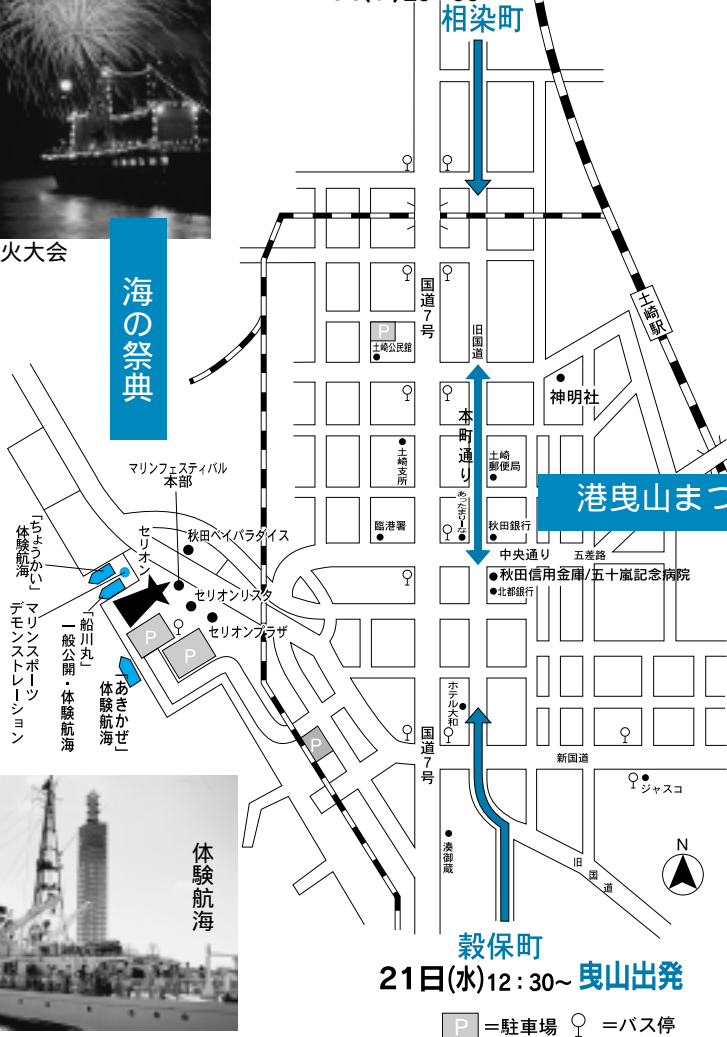 相染町
火大会
海の祭典
国道7号
旧国道
土崎駅
P
土崎公民館
神明社
本町通り
土崎支所
土崎郵便局
港曳山まつ
マリンフェスティバル
本部
あったまりーな
臨港署
秋田銀行
中央通り
五差路
秋田信用金庫/五十嵐記念病院
北都銀行
セリオン
秋田ベイパラダイス
セリオンリスタ
セリオンプラザ
「ちょうかい」
体験航海
マリンスポーツ
デモンストレーション
「船川丸」
一般公開・体験航海
「あきかぜ」
体験航海
P
P
P
ホテル大和
国道7号
新国道
ジャスコ
湊御蔵
旧国道
N
体験航海
穀保町
21日(水)12:30~ 曳山出発
P =駐車場 =バス停